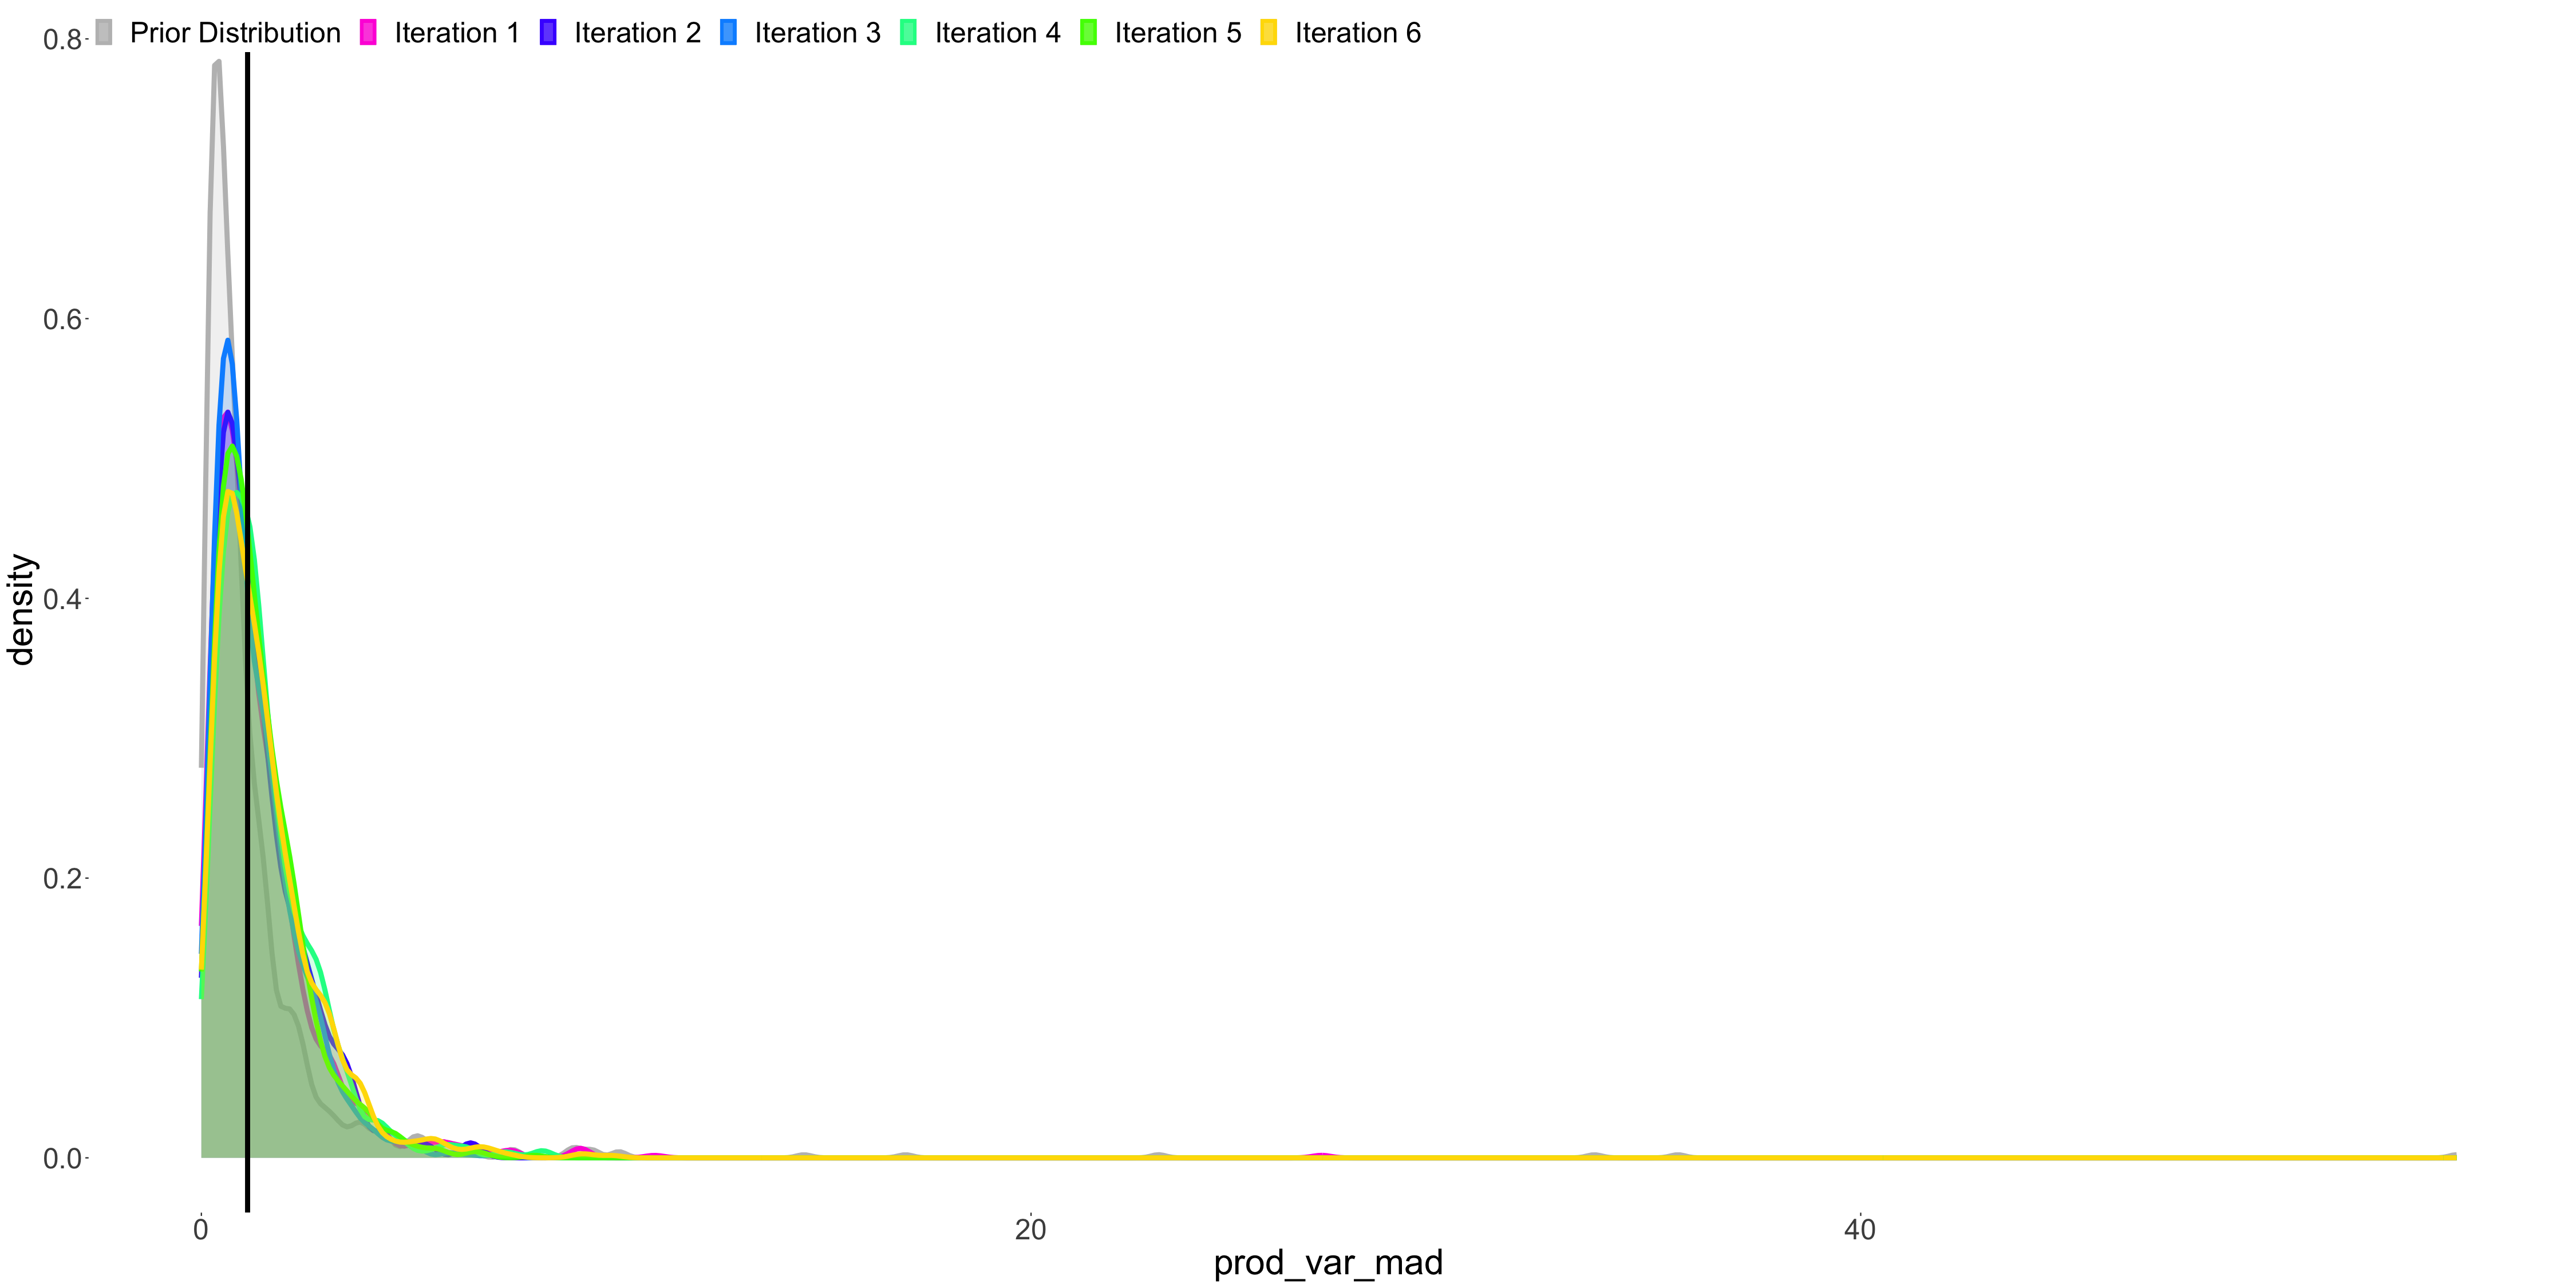 Prior Distribution Iteration 1 Iteration 2 Iteration 3 Iteration 4 Iteration 5 Iteration 6
0.8
0.6
0.4
0.2
0.0
density
0 20 40
prod_var_mad